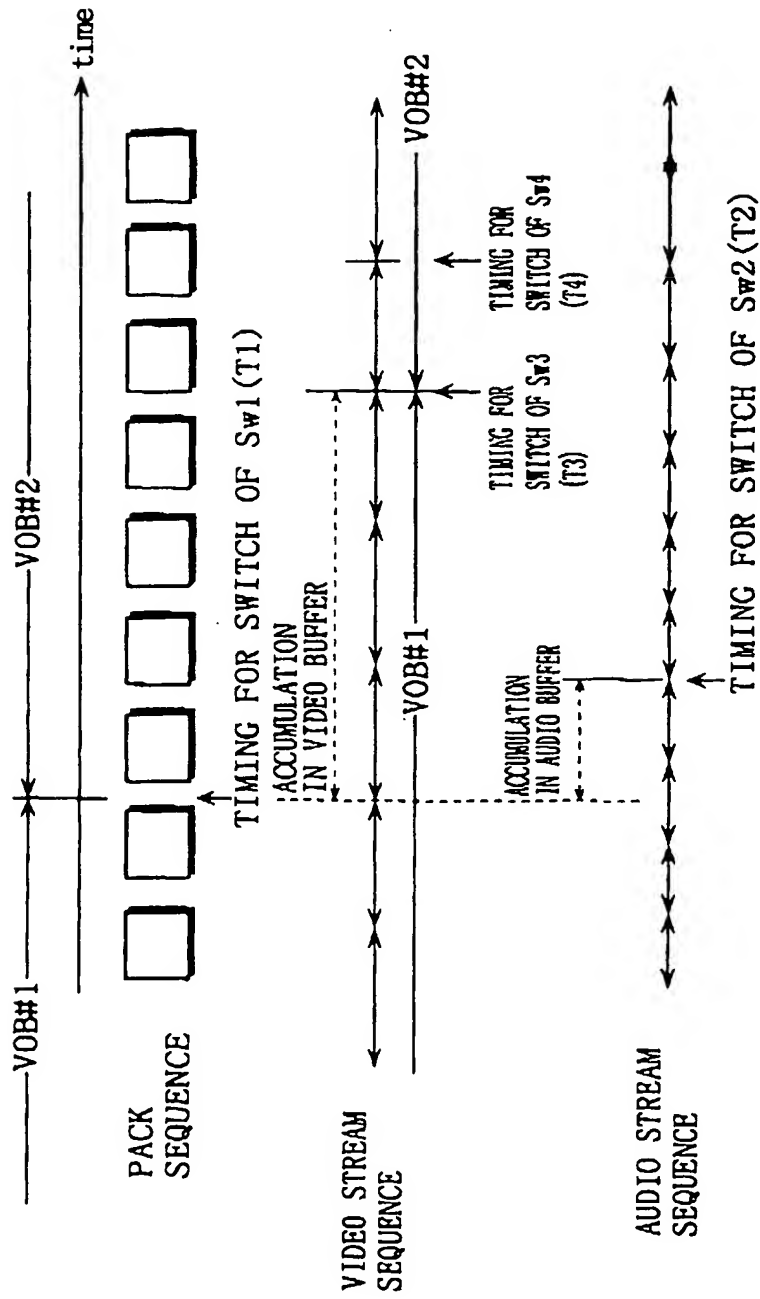 VOB#1
VOB#2
time
PACK
SEQUENCE
TIMING FOR SWITCH OF Sw1(T1)
ACCUMULATION
IN VIDEO BUFFER
VIDEO STREAM
SEQUENCE
VOB#1
VOB#2
TIMING FOR
SWITCH OF Sw3
(T3)
TIMING FOR
SWITCH OF Sw4
(T4)
ACCUMULATION
IN AUDIO BUFFER
AUDIO STREAM
SEQUENCE
TIMING FOR SWITCH OF Sw2(T2)